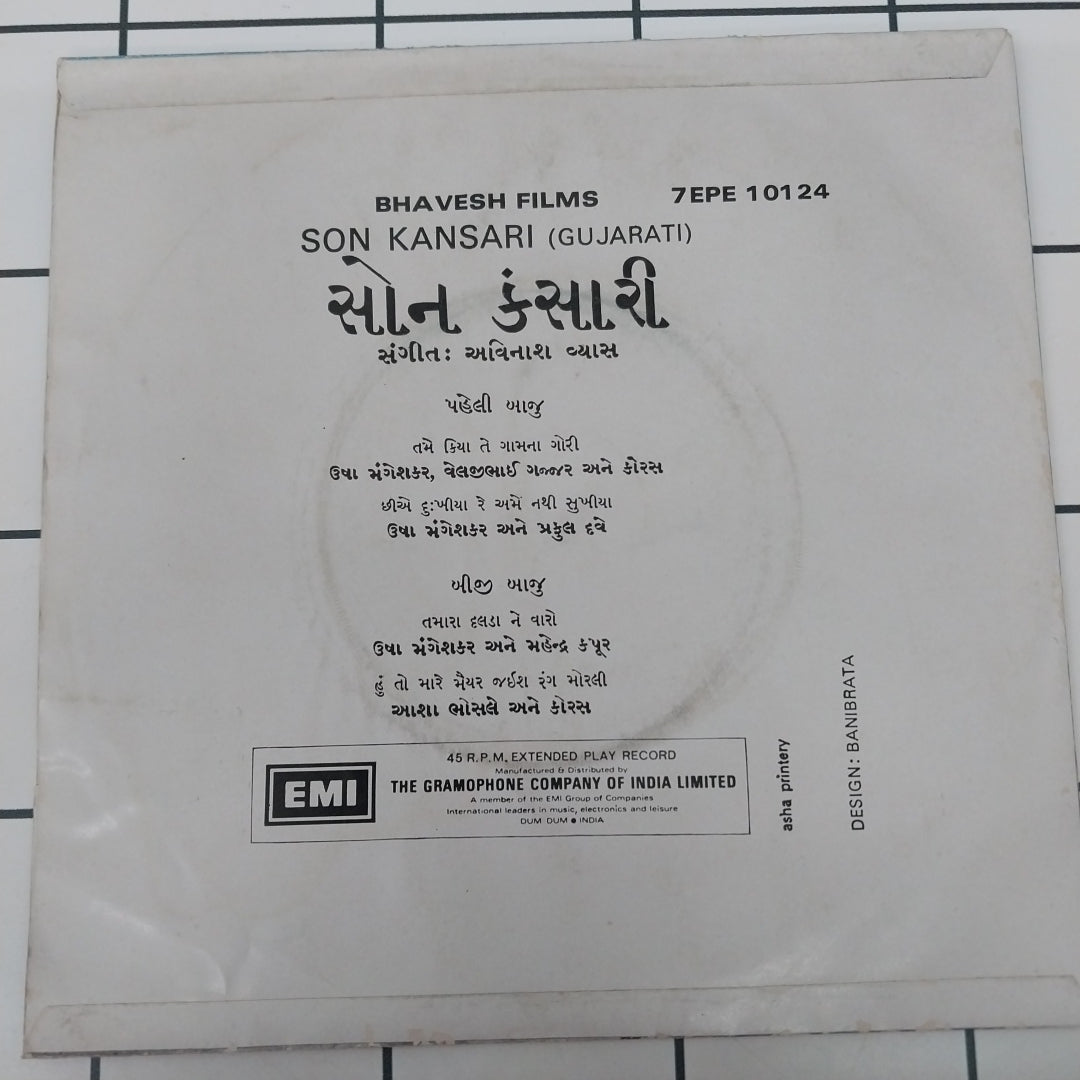 BHAVESH FILMS 7EPE 10124
SON KANSARI (GUJARATI)
સોન કંસારી
સંગીત: અવિનાશ વ્યાસ
પહેલી બાજુ
તમે કિયા તે ગામના ગોરી
ઉષા મંગેશકર, વેલજીભાઈ ગજ્જર અને કોરસ
છીએ દુઃખીયા રે અમેં નથી સુખીયા
ઉષા મંગેશકર અને પ્રફુલ દવે
બીજી બાજુ
તમારા દલડા ને વારો
ઉષા મંગેશકર અને મહેન્દ્ર કપૂર
હું તો મારે મૈયર જઈશ રંગ મોરલી
આશા ભોસલે અને કોરસ
EMI
45 R.P.M. EXTENDED PLAY RECORD
Manufactured & Distributed by
THE GRAMOPHONE COMPANY OF INDIA LIMITED
A member of the EMI Group of Companies
International leaders in music, electronics and leisure
DUM DUM ● INDIA
asha printery
DESIGN: BANIBRATA